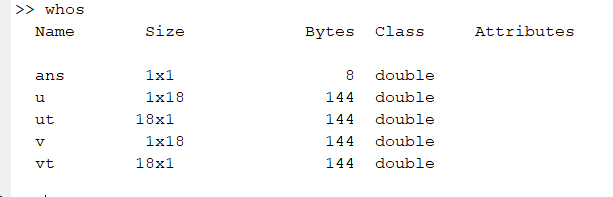 >> whos
Name Size Bytes Class Attributes
ans 1x1 8 double
u 1x18 144 double
ut 18x1 144 double
v 1x18 144 double
vt 18x1 144 double